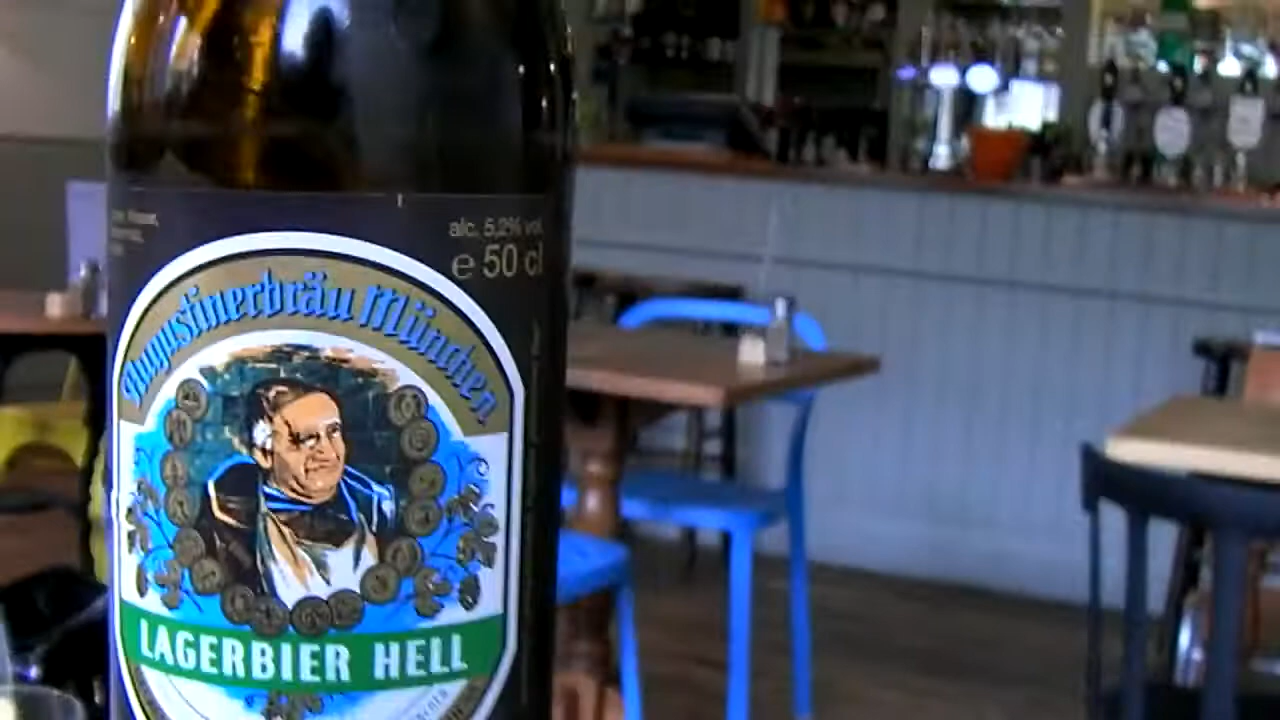 alc. 5,2% vol
e 50 cl
Augustinerbräu München
LAGERBIER HELL